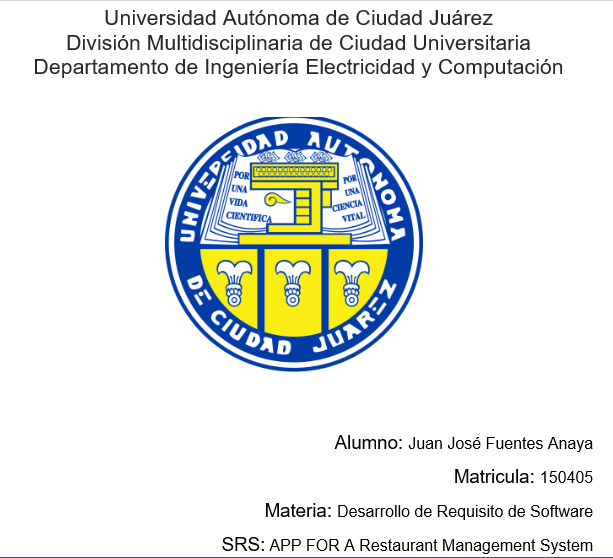 Universidad Autónoma de Ciudad Juárez
División Multidisciplinaria de Ciudad Universitaria
Departamento de Ingeniería Electricidad y Computación
UNIVERSIDAD AUTONOMA
POR
UNA
VIDA
CIENTIFICA
POR
UNA
CIENCIA
VITAL
DE CIUDAD JUAREZ
Alumno: Juan José Fuentes Anaya
Matricula: 150405
Materia: Desarrollo de Requisito de Software
SRS: APP FOR A Restaurant Management System